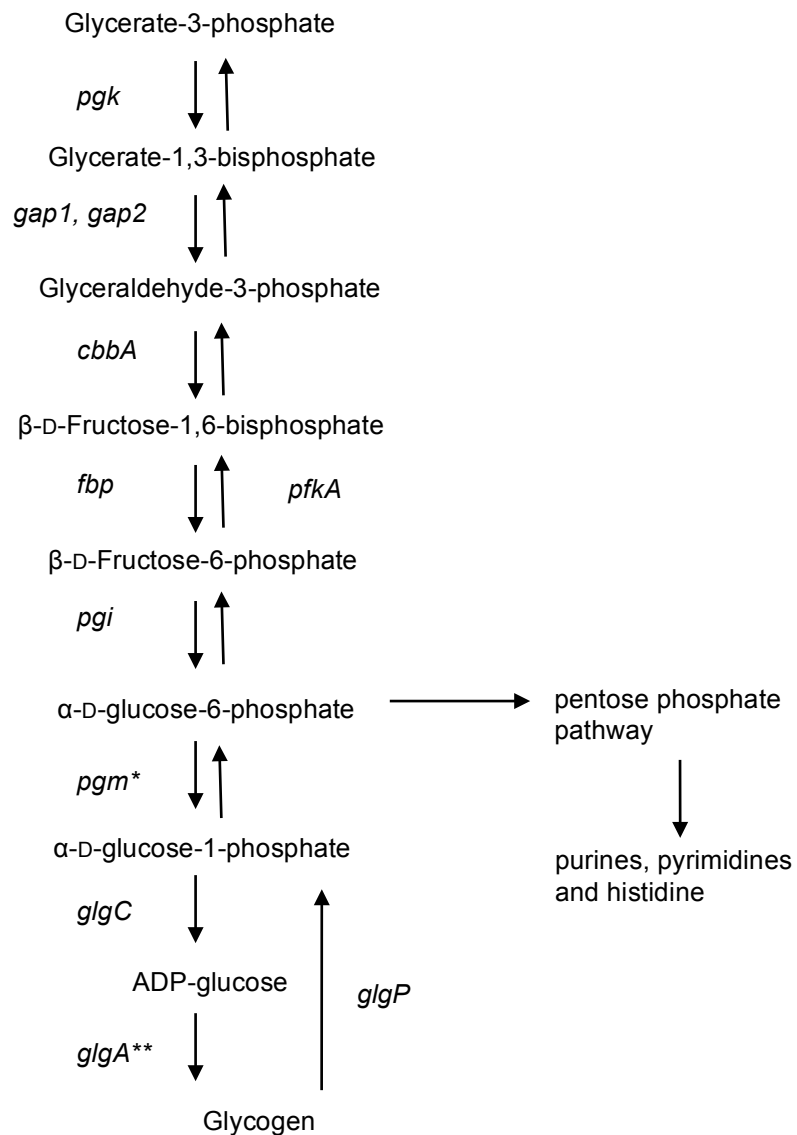 Glycerate-3-phosphate
pgk
Glycerate-1,3-bisphosphate
gap1, gap2
Glyceraldehyde-3-phosphate
cbbA
β-D-Fructose-1,6-bisphosphate
fbp
pfkA
β-D-Fructose-6-phosphate
pgi
α-D-glucose-6-phosphate
pentose phosphate
pathway
pgm*
α-D-glucose-1-phosphate
purines, pyrimidines
and histidine
glgC
ADP-glucose
glgP
glgA**
Glycogen